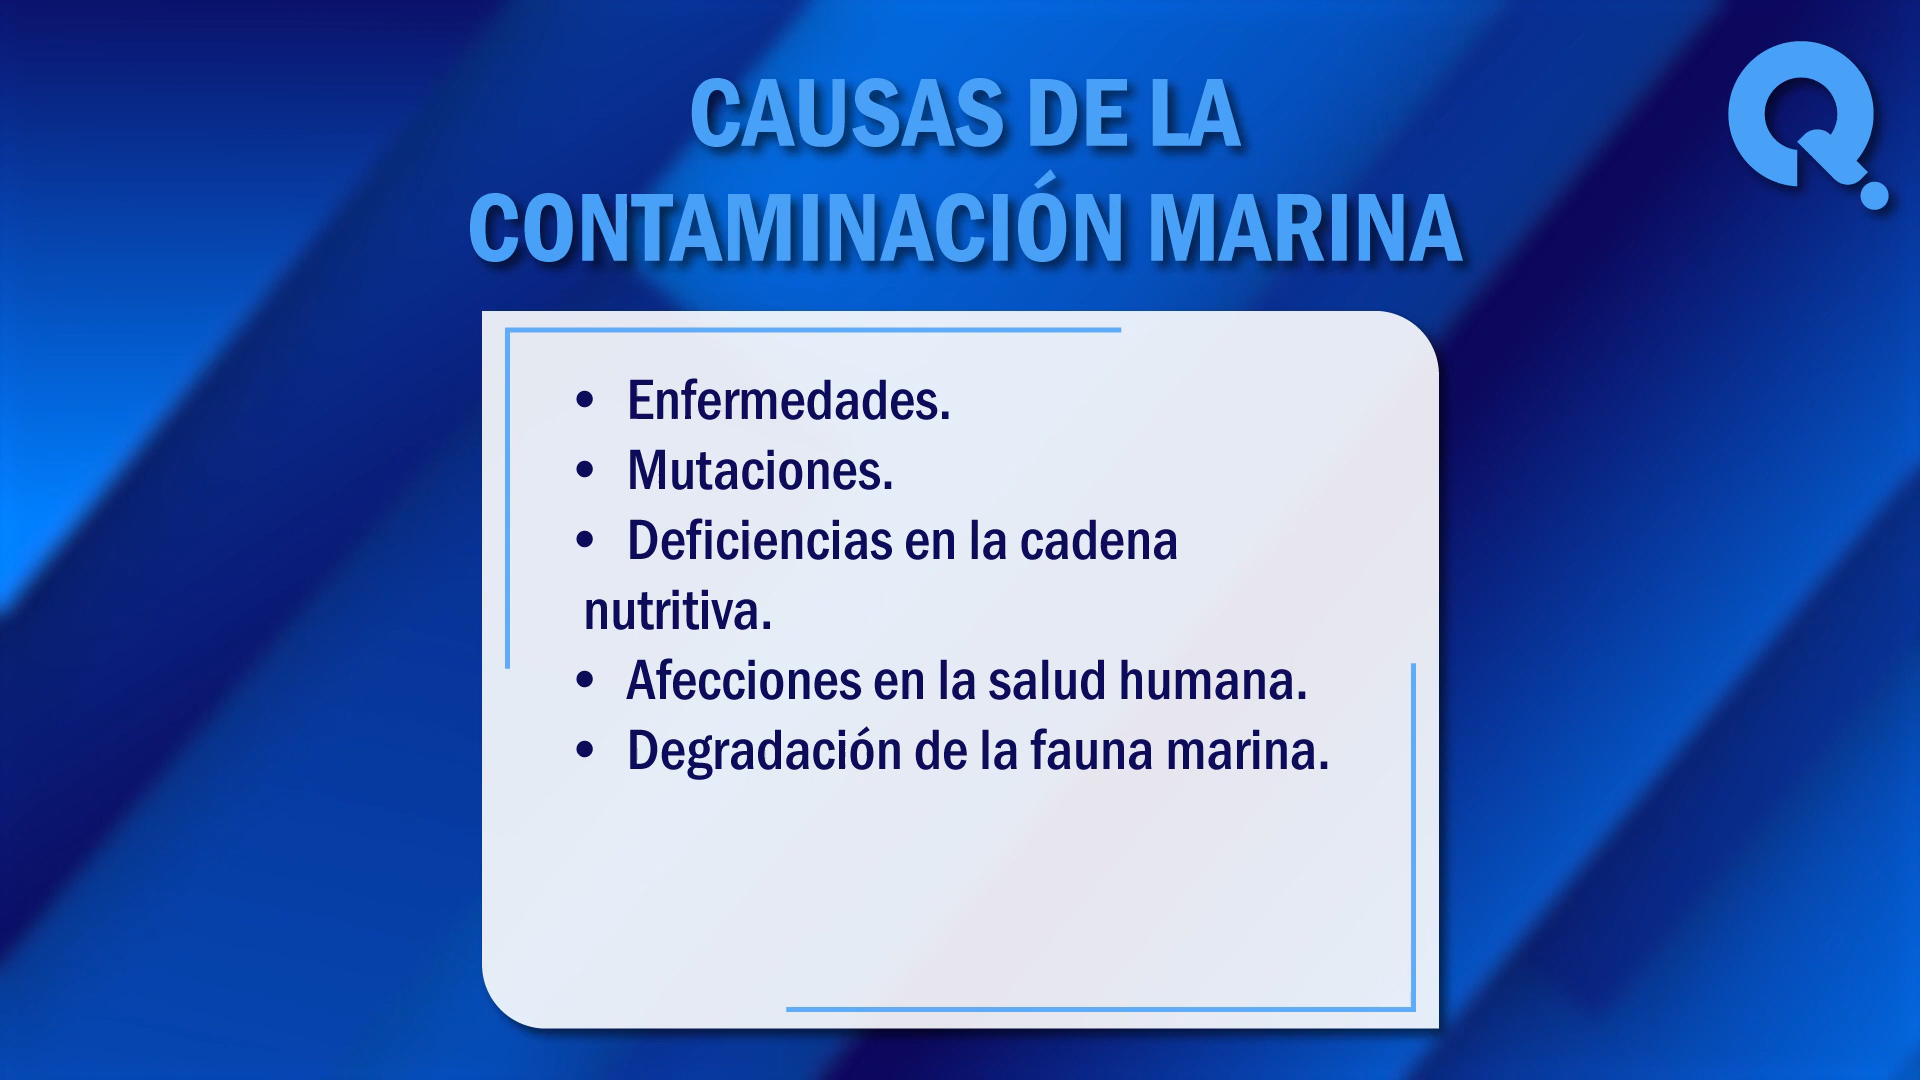 CAUSAS DE LA
CONTAMINACIÓN MARINA
• Enfermedades.
• Mutaciones.
• Deficiencias en la cadena
nutritiva.
• Afecciones en la salud humana.
• Degradación de la fauna marina.
Q.